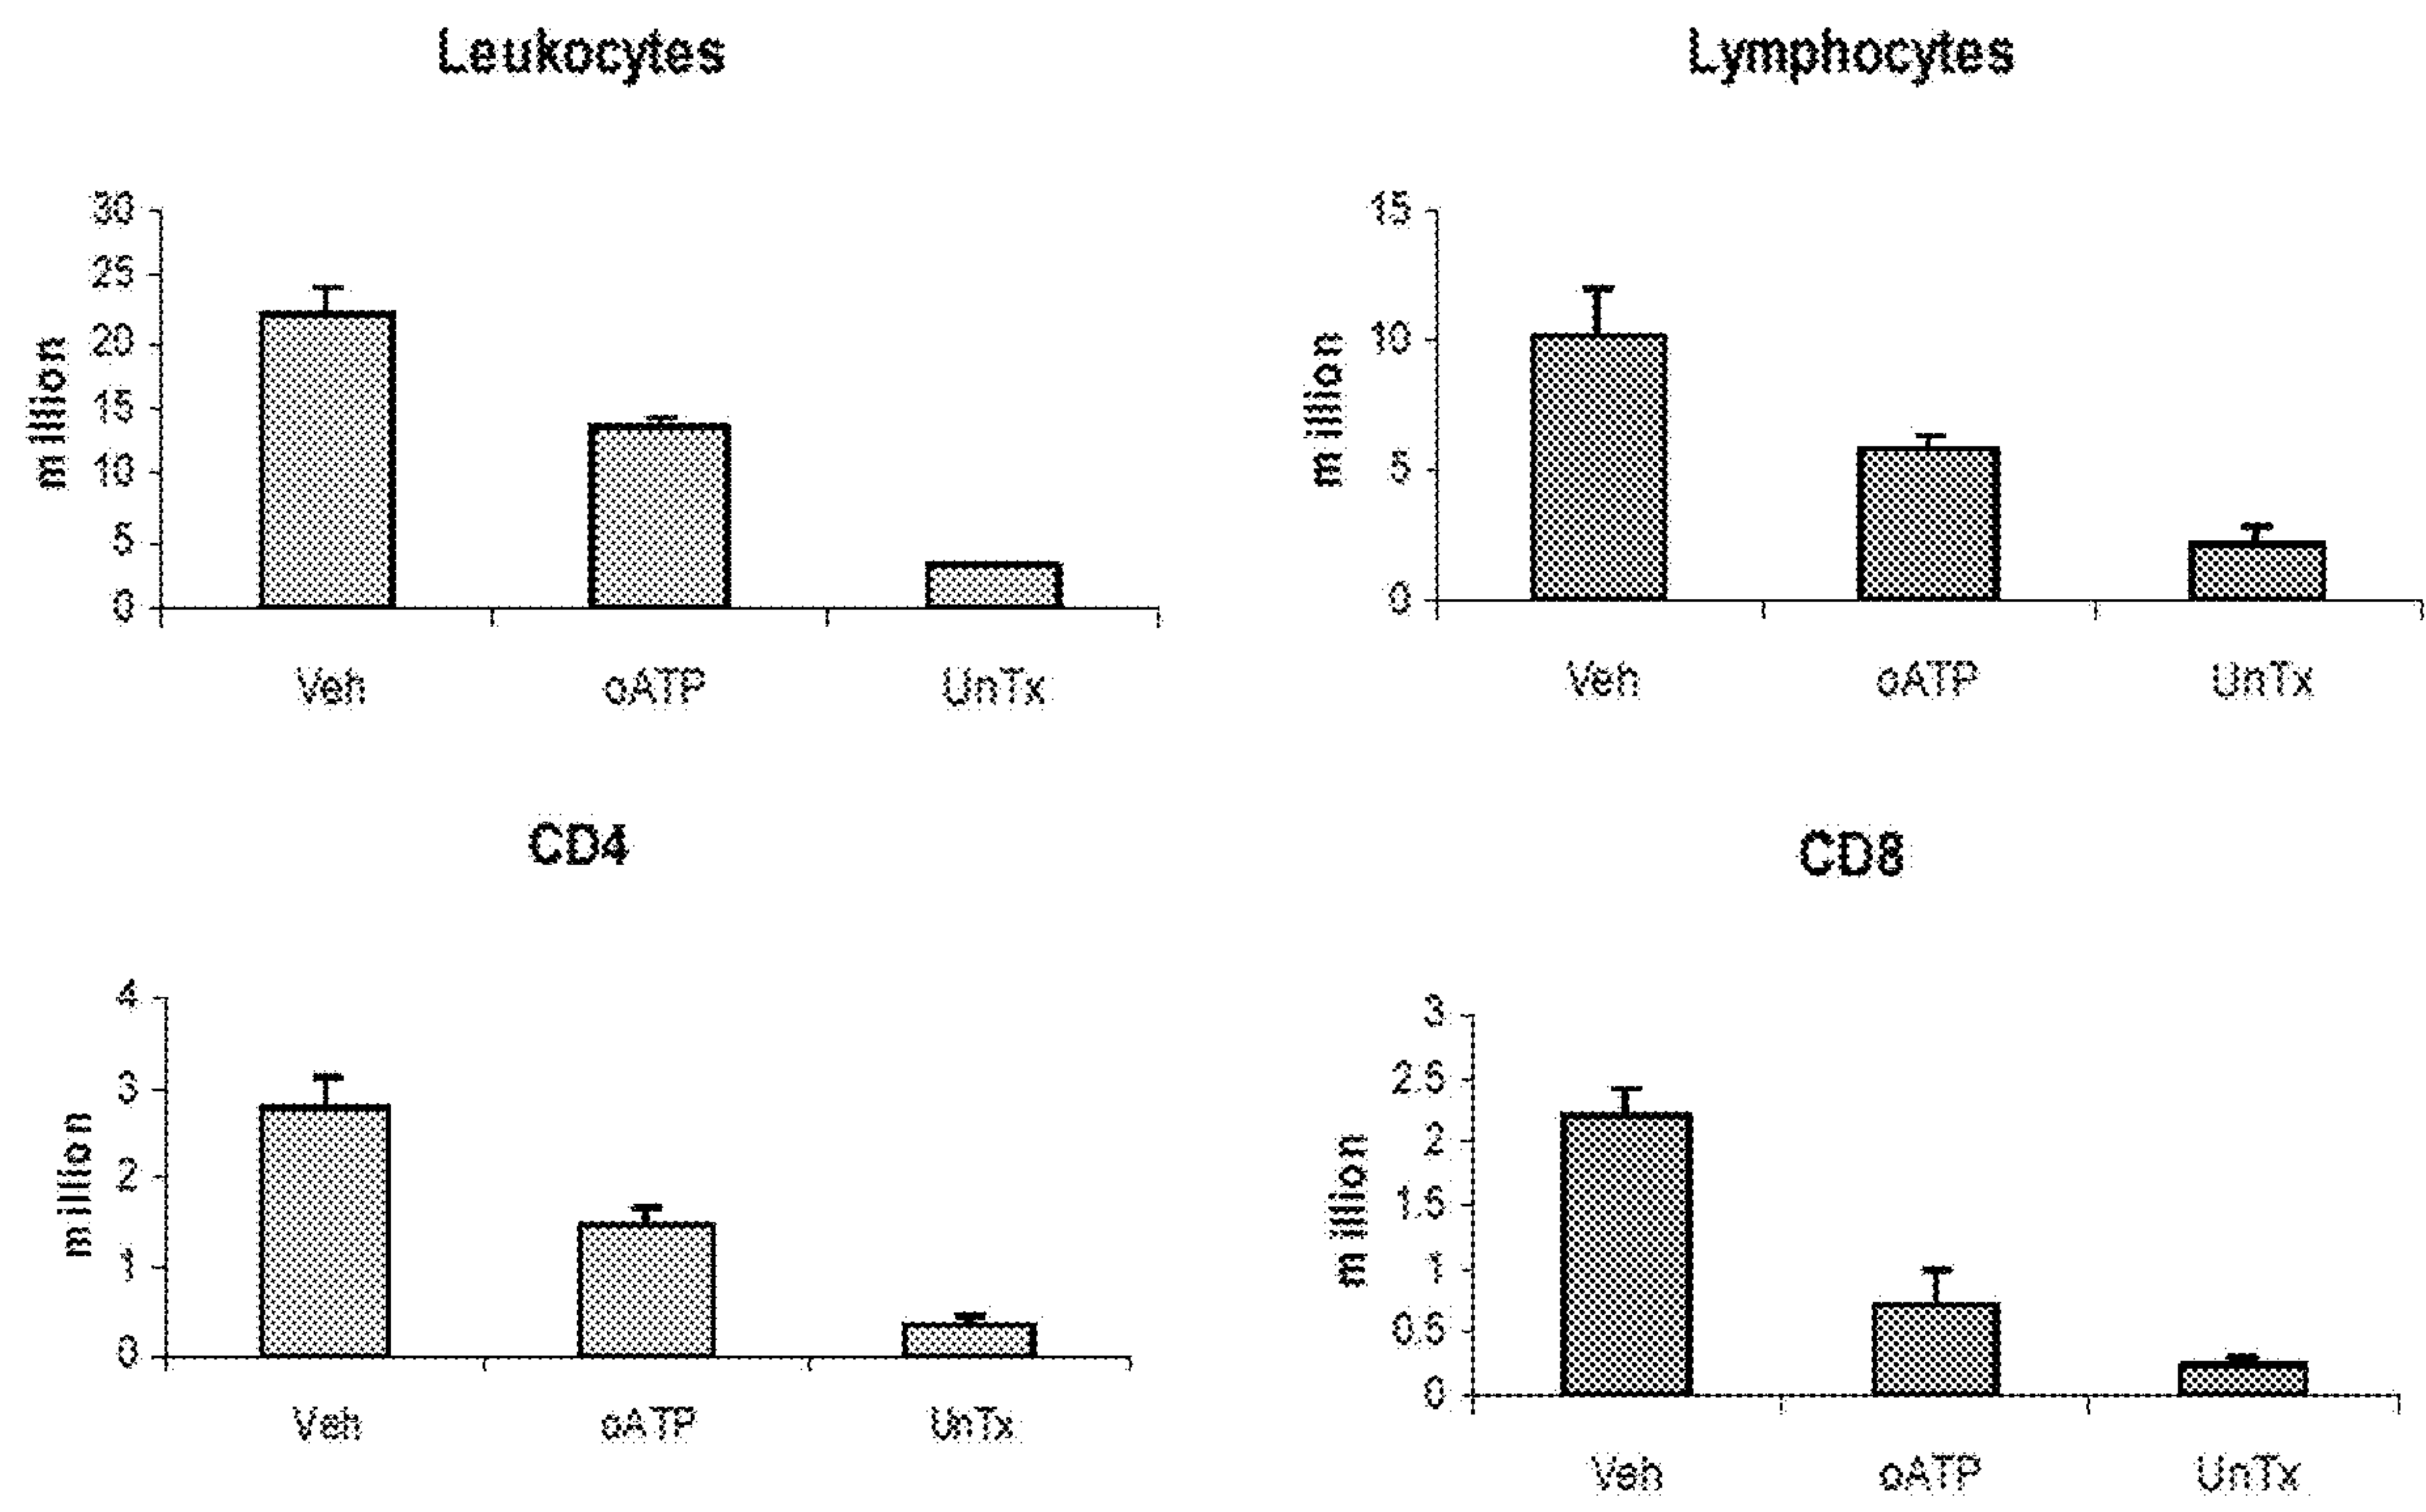 Leukocytes
million
30
25
20
15
10
5
0
Veh oATP UnTx
Lymphocytes
million
15
10
5
0
Veh oATP UnTx
CD4
million
4
3
2
1
0
Veh oATP UnTx
CD8
million
3
2.5
2
1.5
1
0.5
0
Veh oATP UnTx